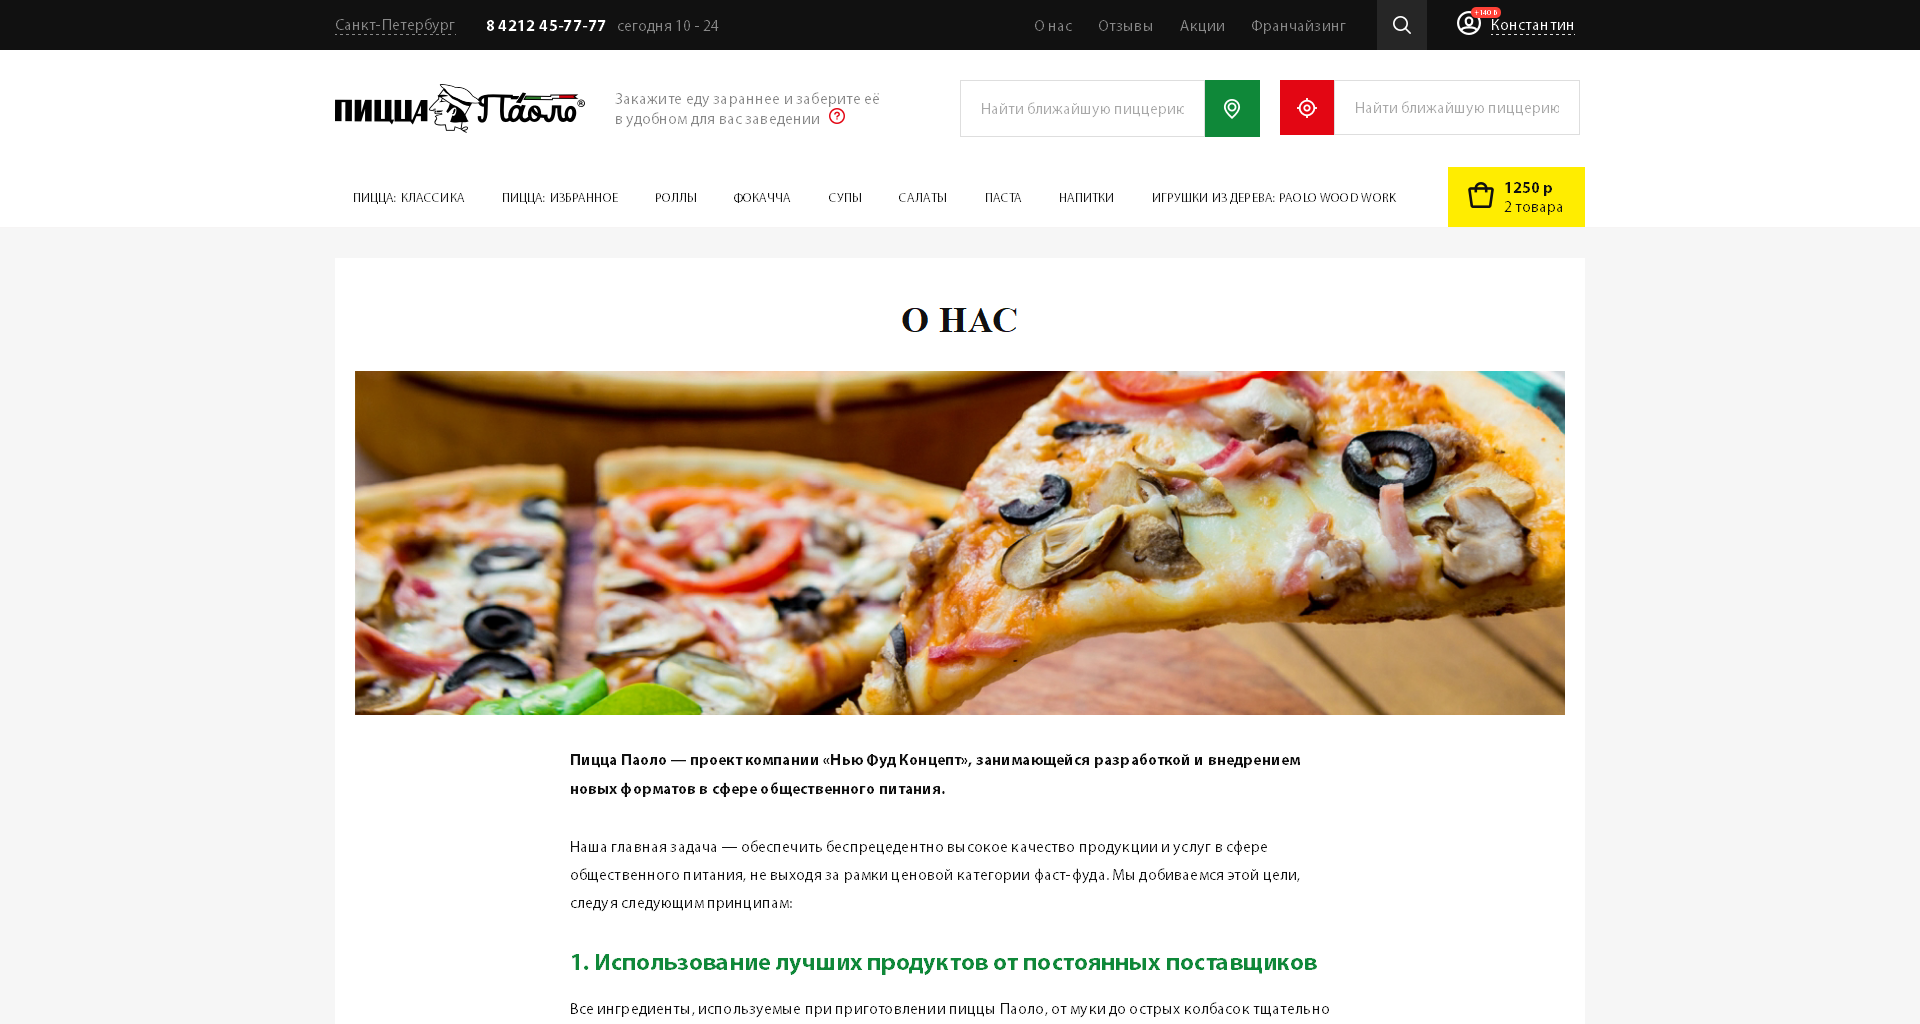 Санкт-Петербург 8 4212 45-77-77 сегодня 10 - 24 О нас Отзывы Акции Франчайзинг +140 Константин
ПИЦЦА Па́оло®
Закажите еду зараннее и заберите её
в удобном для вас заведении ?
Найти ближайшую пиццерик
Найти ближайшую пиццерию
ПИЦЦА: КЛАССИКА ПИЦЦА: ИЗБРАННОЕ РОЛЛЫ ФОКАЧЧА СУПЫ САЛАТЫ ПАСТА НАПИТКИ ИГРУШКИ ИЗ ДЕРЕВА: PAOLO WOOD WORK
1250 р
2 товара
О НАС
Пицца Паоло — проект компании «Нью Фуд Концепт», занимающейся разработкой и внедрением
новых форматов в сфере общественного питания.
Наша главная задача — обеспечить беспрецедентно высокое качество продукции и услуг в сфере
общественного питания, не выходя за рамки ценовой категории фаст-фуда. Мы добиваемся этой цели,
следуя следующим принципам:
1. Использование лучших продуктов от постоянных поставщиков
Все ингредиенты, используемые при приготовлении пиццы Паоло, от муки до острых колбасок тщательно